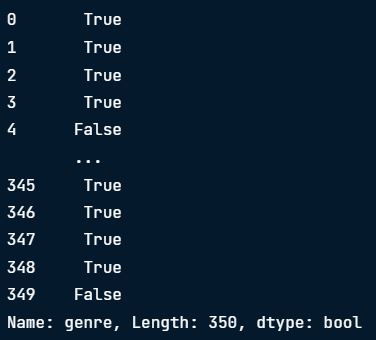 0       True
1       True
2       True
3       True
4      False
       ...
345     True
346     True
347     True
348     True
349    False
Name: genre, Length: 350, dtype: bool